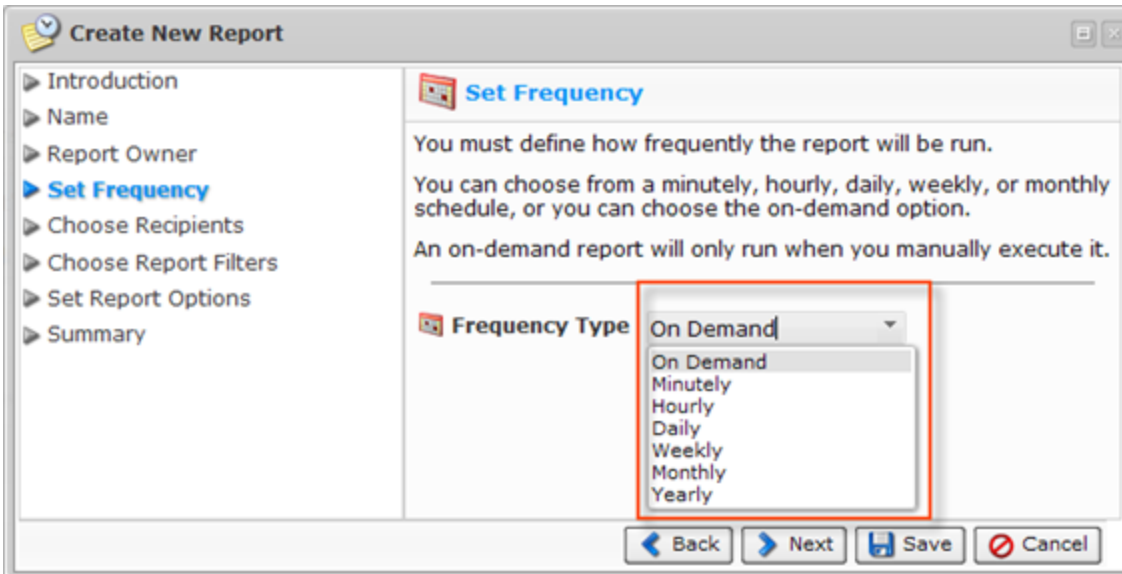 Create New Report
Introduction
Name
Report Owner
Set Frequency
Choose Recipients
Choose Report Filters
Set Report Options
Summary
Set Frequency
You must define how frequently the report will be run.
You can choose from a minutely, hourly, daily, weekly, or monthly
schedule, or you can choose the on-demand option.
An on-demand report will only run when you manually execute it.
Frequency Type On Demand
On Demand
Minutely
Hourly
Daily
Weekly
Monthly
Yearly
Back Next Save Cancel